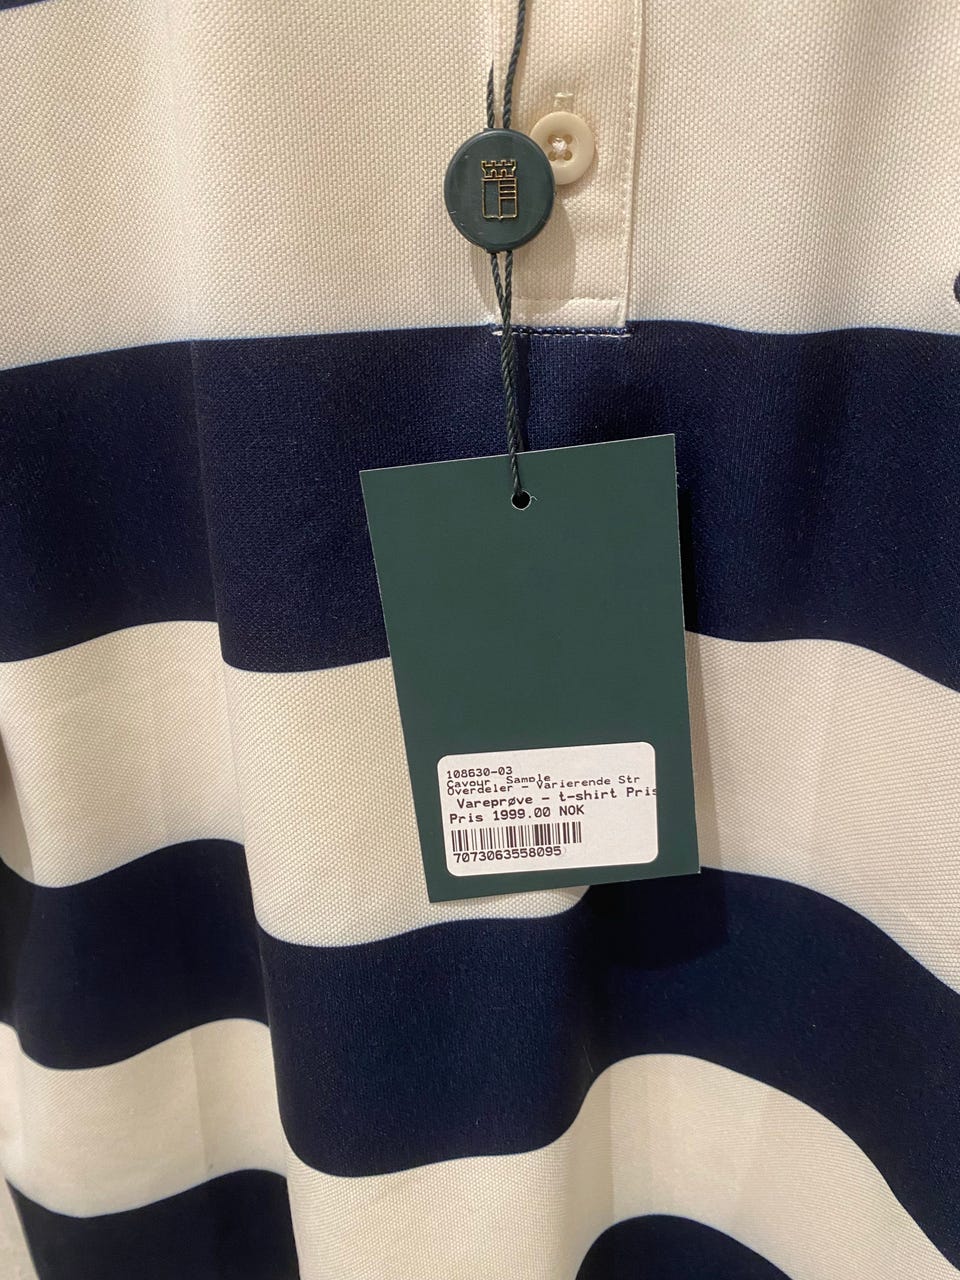 108630-03
Cavour, Sample
Overdeler - Varierende Str
Vareprøve - t-shirt Pris
Pris 1999.00 NOK
7073063558095